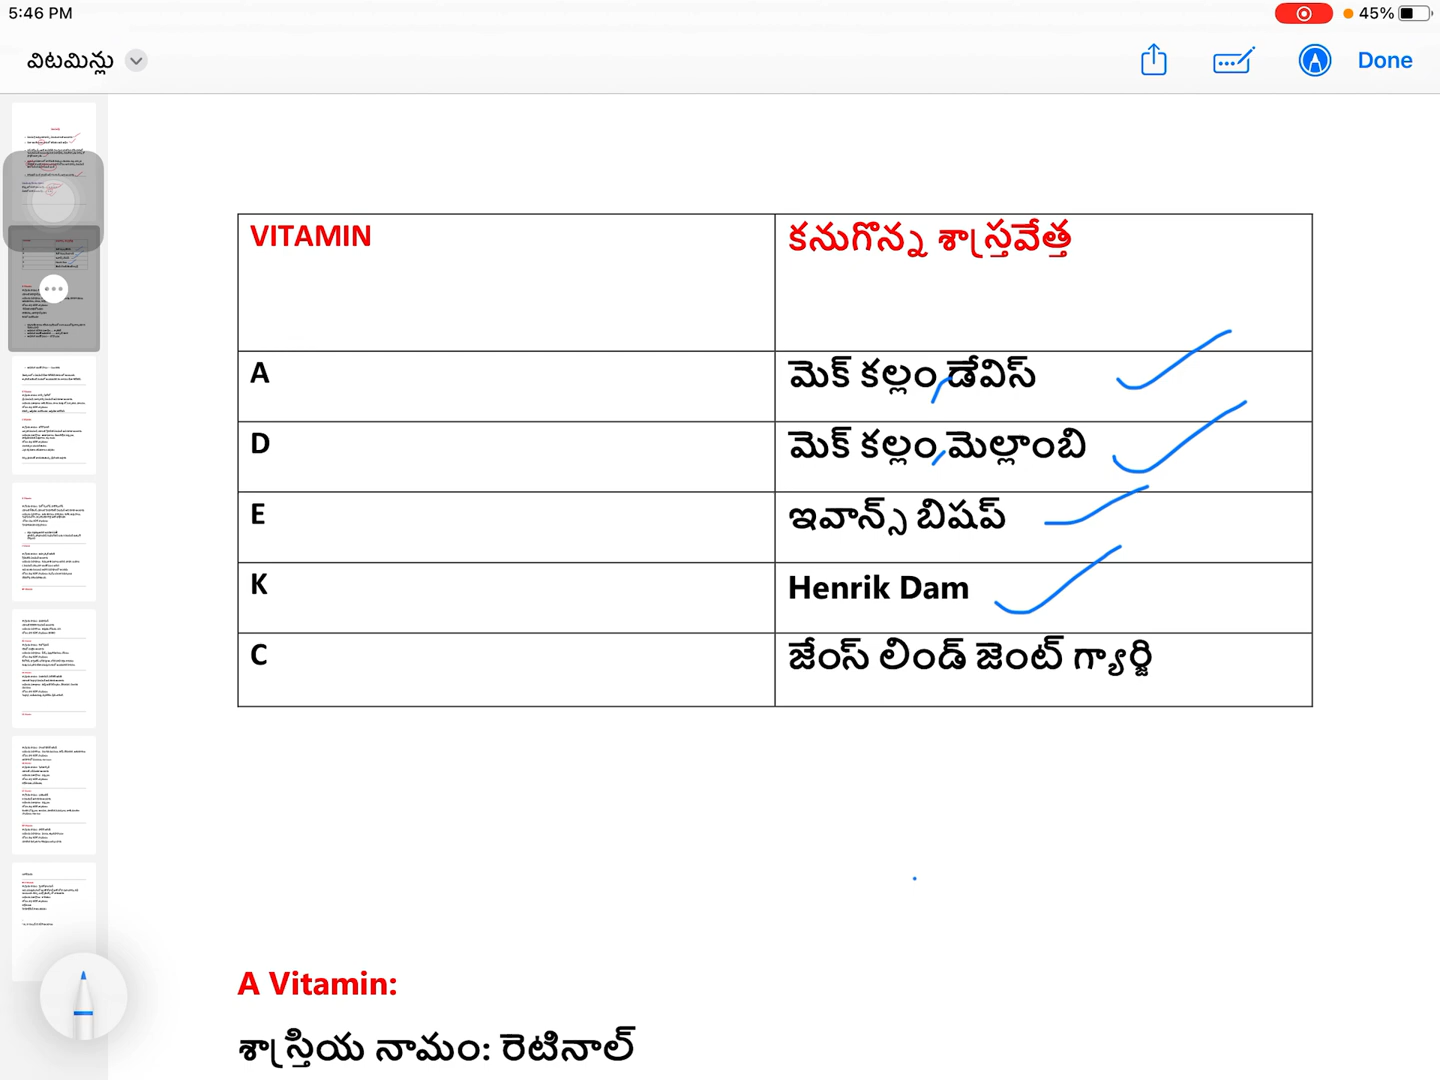 5:46 PM
45%
విటమిన్లు
Done
VITAMIN
కనుగొన్న శాస్త్రవేత్త
A
మెక్ కల్లం,డేవిస్
D
మెక్ కల్లం,మెల్లాంబి
E
ఇవాన్స్ బిషప్
K
Henrik Dam
C
జేంస్ లిండ్ జెంట్ గ్యార్జి
A Vitamin:
శాస్త్రియ నామం: రెటినాల్